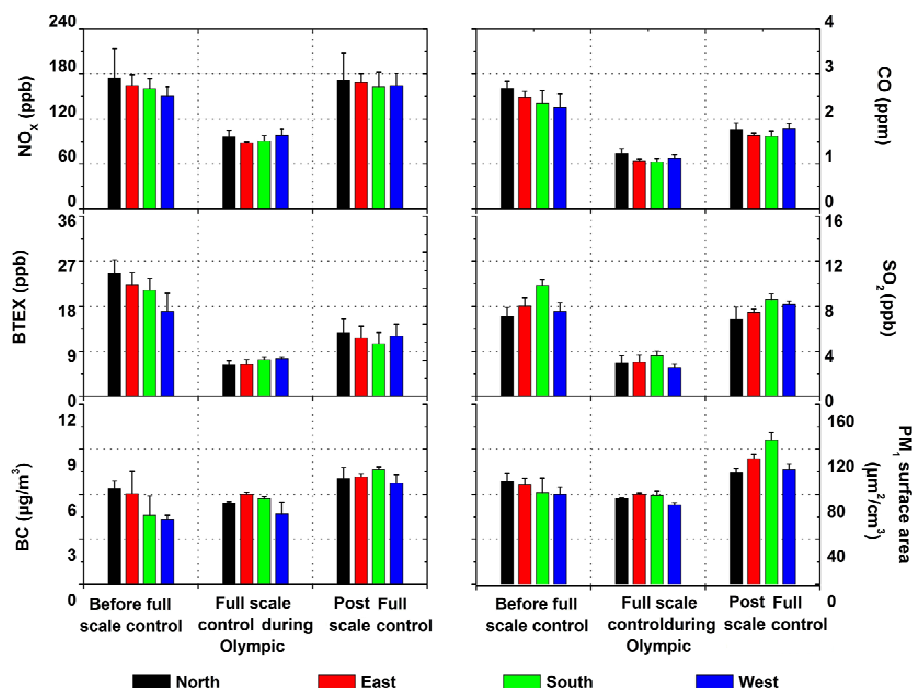 240
180
120
60
0
NOX (ppb)
4
3
2
1
0
CO (ppm)
36
27
18
9
0
BTEX (ppb)
16
12
8
4
0
SO2 (ppb)
12
9
6
3
0
BC (µg/m3)
160
120
80
40
0
PM1 surface area
(µm2/cm3)
Before full
scale control
Full scale
control during
Olympic
Post Full
scale control
Before full
scale control
Full scale
controlduring
Olympic
Post Full
scale control
North
East
South
West